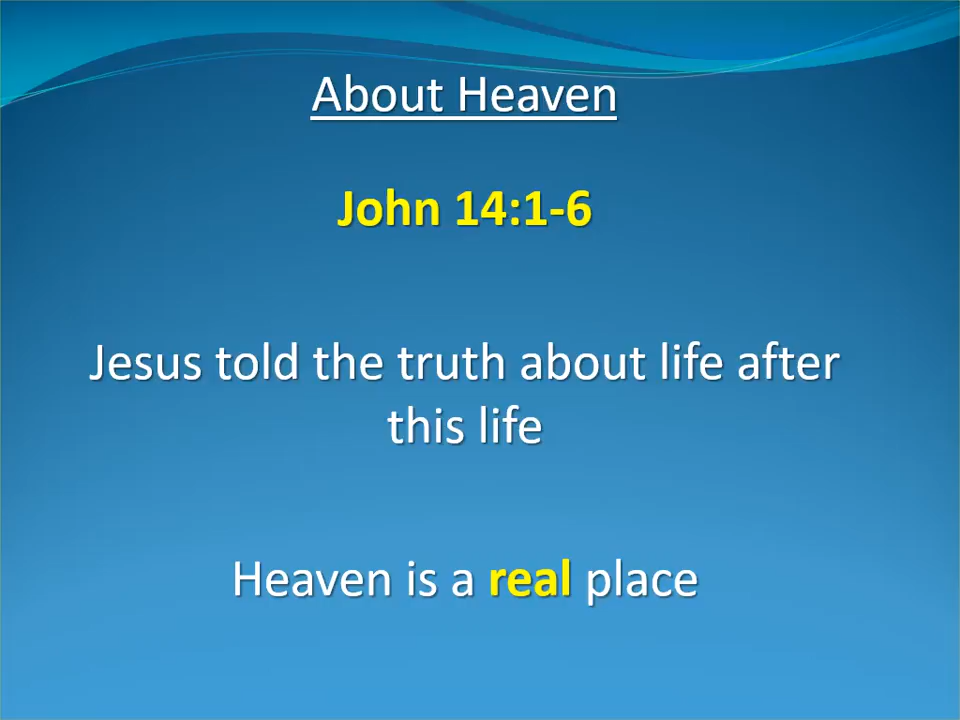 About Heaven
John 14:1-6
Jesus told the truth about life after
this life
Heaven is a real place